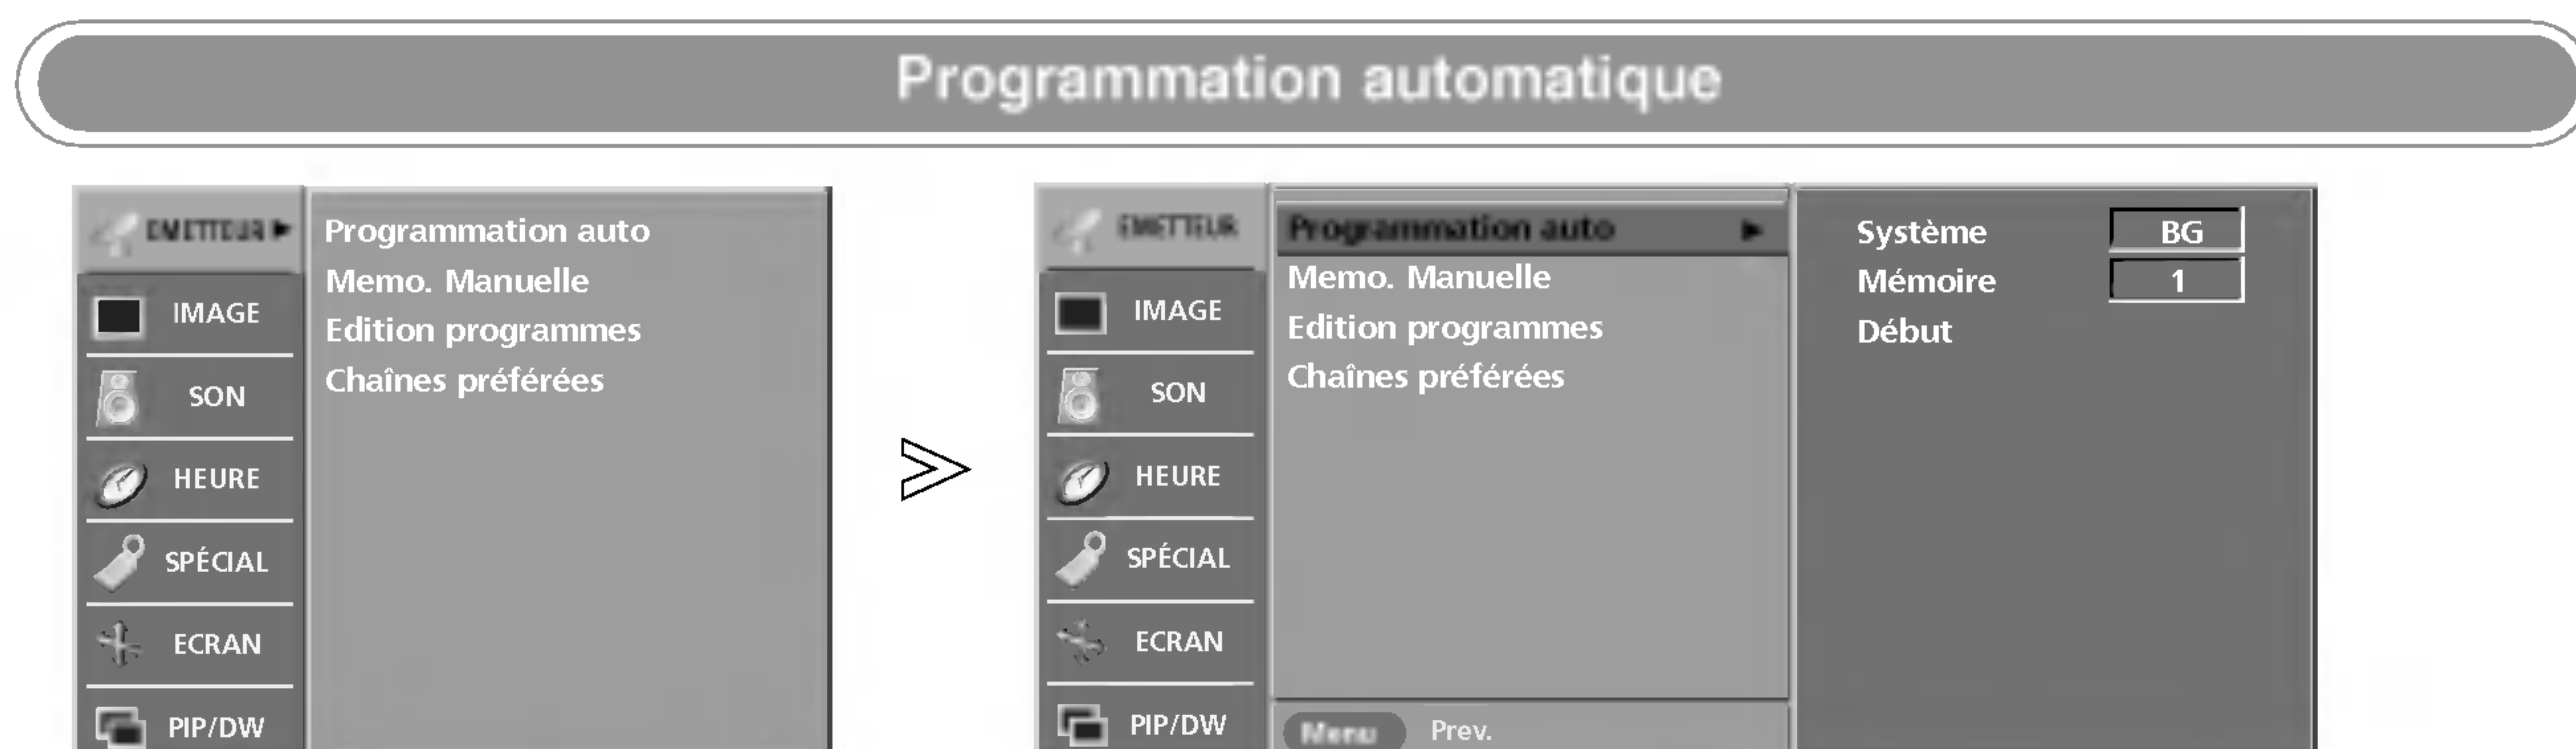 Programmation automatique
EMETTEUR
Programmation auto
Memo. Manuelle
Edition programmes
Chaînes préférées
IMAGE
SON
HEURE
SPÉCIAL
ECRAN
PIP/DW
EMETTEUR
Programmation auto
Memo. Manuelle
Edition programmes
Chaînes préférées
IMAGE
SON
HEURE
SPÉCIAL
ECRAN
PIP/DW
Menu Prev.
Système BG
Mémoire 1
Début